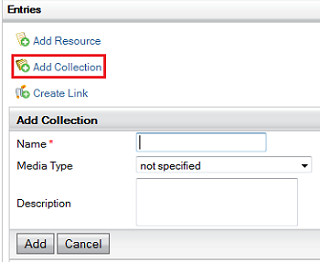 Entries
Add Resource
Add Collection
Create Link
Add Collection
Name *
Media Type not specified
Description
Add Cancel